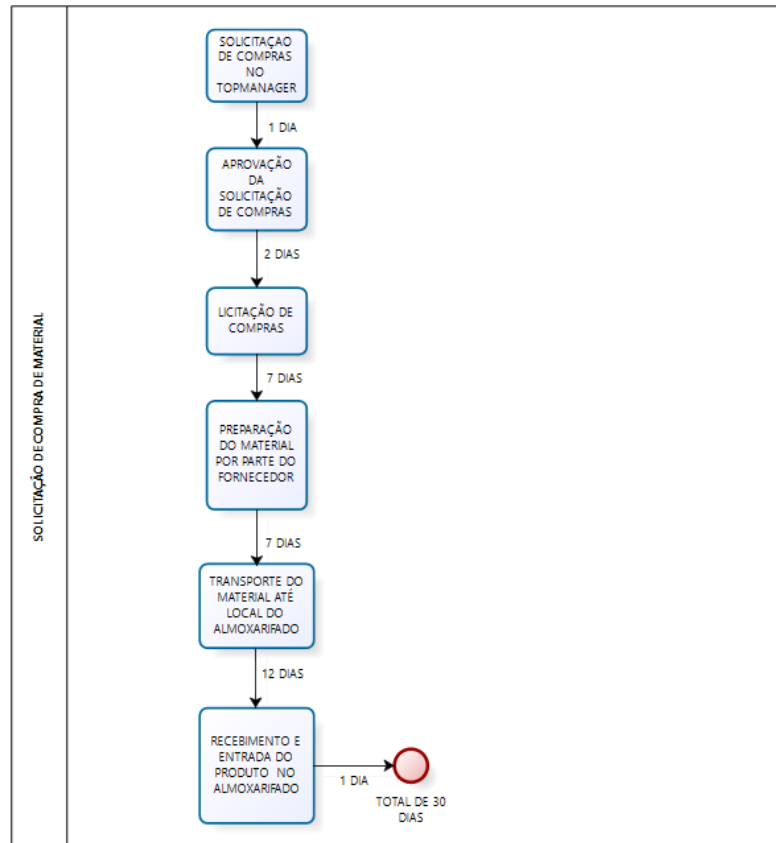 SOLICITAÇÃO DE COMPRA DE MATERIAL
SOLICITAÇAO
DE COMPRAS
NO
TOPMANAGER
1 DIA
APROVAÇÃO
DA
SOLICITAÇÃO
DE COMPRAS
2 DIAS
LICITAÇÃO DE
COMPRAS
7 DIAS
PREPARAÇÃO
DO MATERIAL
POR PARTE DO
FORNECEDOR
7 DIAS
TRANSPORTE DO
MATERIAL ATÉ
LOCAL DO
ALMOXARIFADO
12 DIAS
RECEBIMENTO E
ENTRADA DO
PRODUTO NO
ALMOXARIFADO
1 DIA
TOTAL DE 30
DIAS